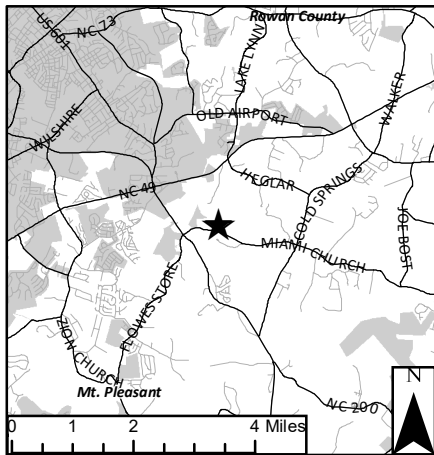 Rowan County
NC 73
US 601
LAKE LYNN
WALKER
OLD AIRPORT
WILSHIRE
HEGLAR
COLD SPRINGS
NC 49
JOE BOST
MIAMI CHURCH
FLOWES STORE
ZION CHURCH
Mt. Pleasant
NC 200
N
0 1 2 4 Miles